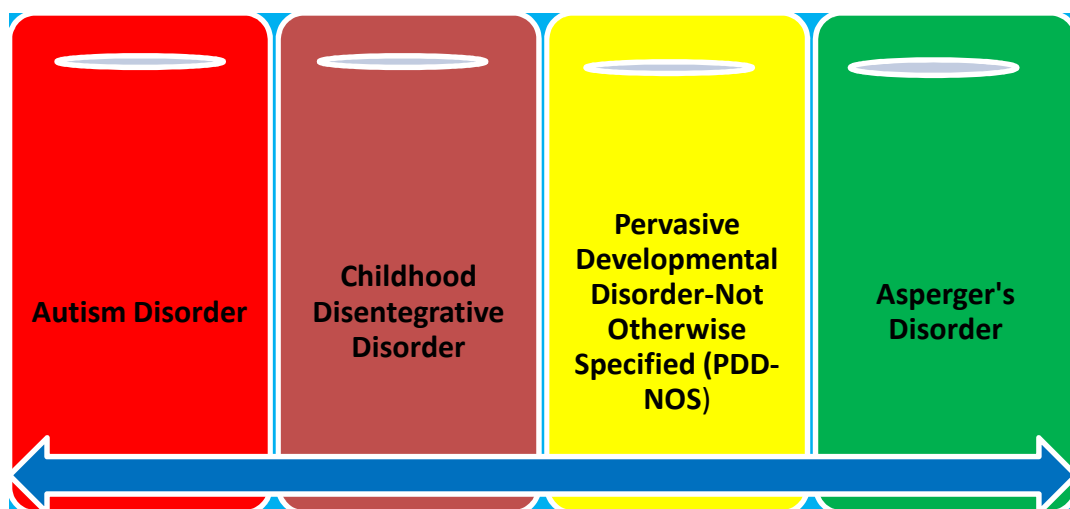 Autism Disorder
Childhood
Disentegrative
Disorder
Pervasive
Developmental
Disorder-Not
Otherwise
Specified (PDD-
NOS)
Asperger's
Disorder